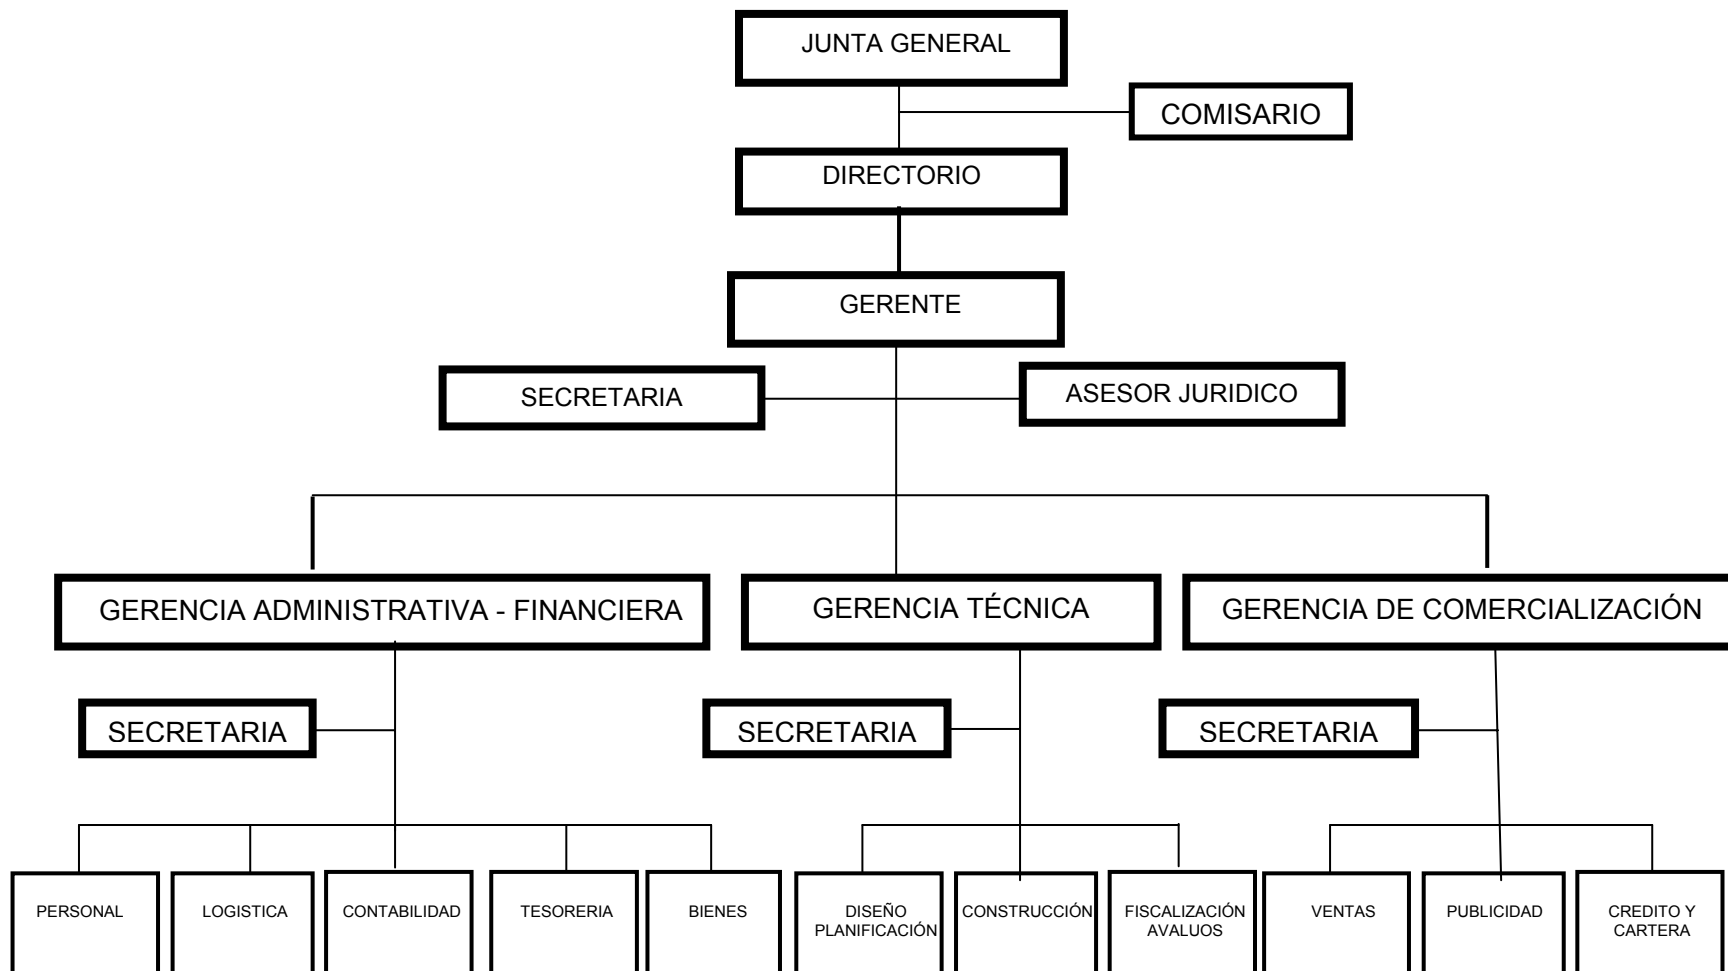 JUNTA GENERAL
COMISARIO
DIRECTORIO
GERENTE
SECRETARIA
ASESOR JURIDICO
GERENCIA ADMINISTRATIVA - FINANCIERA
GERENCIA TÉCNICA
GERENCIA DE COMERCIALIZACIÓN
SECRETARIA
SECRETARIA
SECRETARIA
PERSONAL
LOGISTICA
CONTABILIDAD
TESORERIA
BIENES
DISEÑO
PLANIFICACIÓN
CONSTRUCCIÓN
FISCALIZACIÓN
AVALUOS
VENTAS
PUBLICIDAD
CREDITO Y
CARTERA